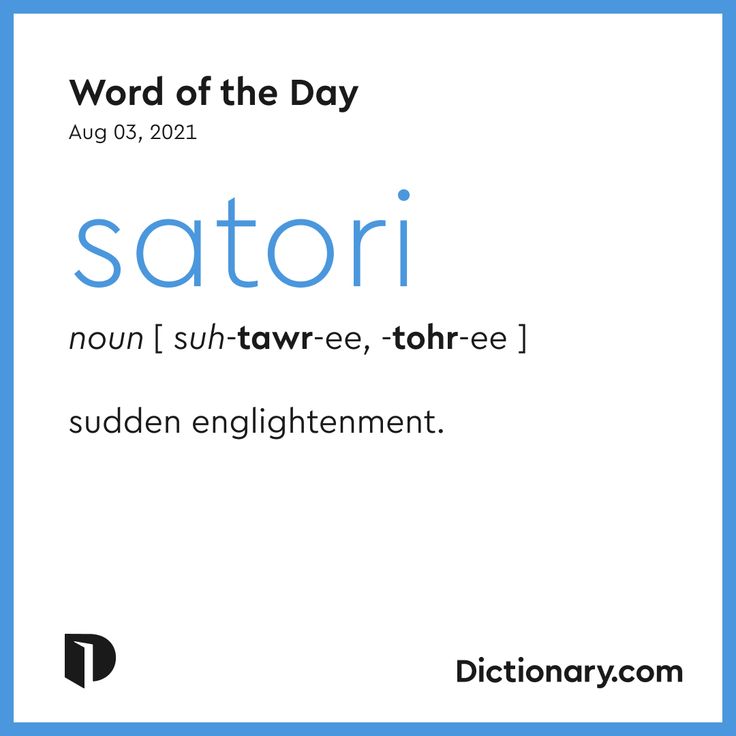 Word of the Day
Aug 03, 2021
satori
noun [ suh-tawr-ee, -tohr-ee ]
sudden englightenment.
Dictionary.com